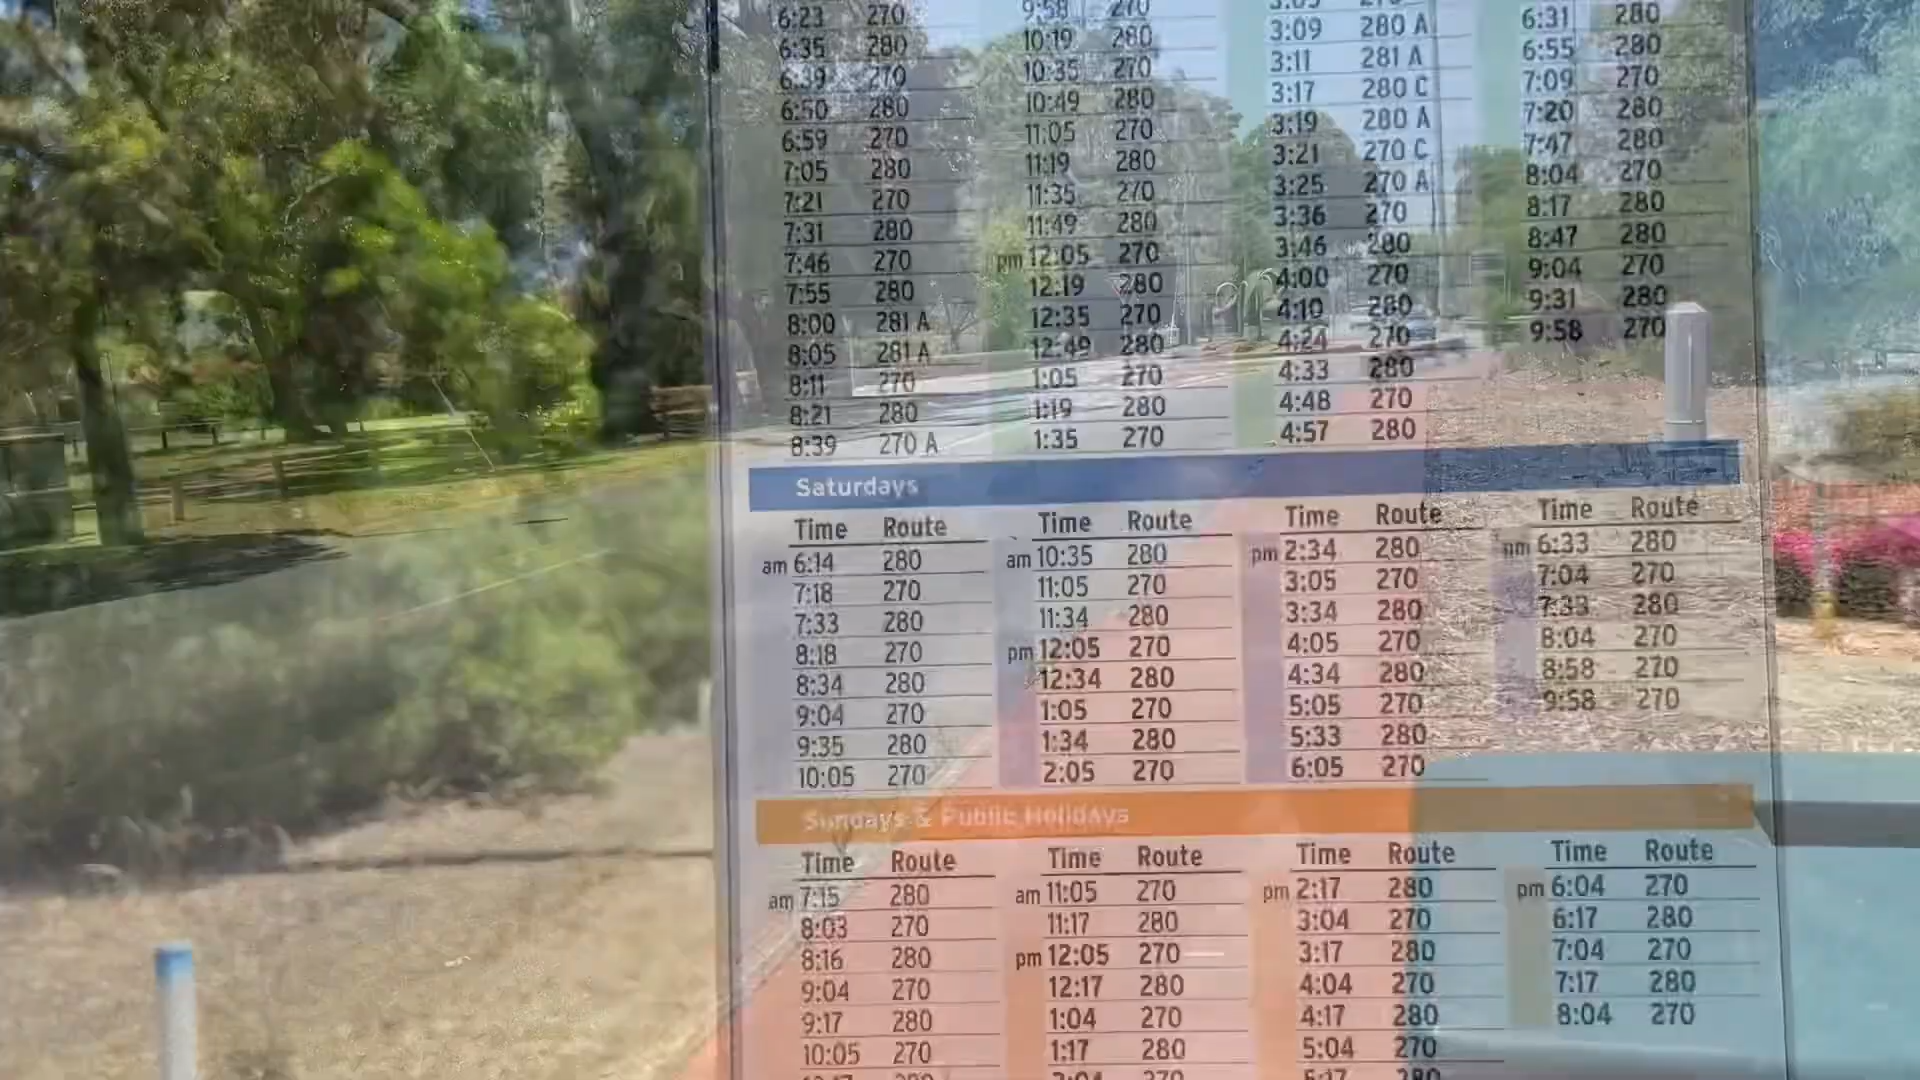 6:23 270 9:58 270 3:09 280 A 6:31 280
6:35 280 10:19 280 3:11 281 A 6:55 280
6:39 270 10:35 270 3:17 280 C 7:09 270
6:50 280 10:49 280 3:19 280 A 7:20 280
6:59 270 11:05 270 3:21 270 C 7:47 280
7:05 280 11:19 280 3:25 270 A 8:04 270
7:21 270 11:35 270 3:36 270 8:17 280
7:31 280 11:49 280 3:46 280 8:47 280
7:46 270 pm 12:05 270 4:00 270 9:04 270
7:55 280 12:19 280 4:10 280 9:31 280
8:00 281 A 12:35 270 4:24 270 9:58 270
8:05 281 A 12:49 280 4:33 280
8:11 270 1:05 270 4:48 270
8:21 280 1:19 280 4:57 280
8:39 270 A 1:35 270
Saturdays
Time Route Time Route Time Route Time Route
am 6:14 280 am 10:35 280 pm 2:34 280 pm 6:33 280
7:18 270 11:05 270 3:05 270 7:04 270
7:33 280 11:34 280 3:34 280 7:33 280
8:18 270 pm 12:05 270 4:05 270 8:04 270
8:34 280 12:34 280 4:34 280 8:58 270
9:04 270 1:05 270 5:05 270 9:58 270
9:35 280 1:34 280 5:33 280
10:05 270 2:05 270 6:05 270
Sundays & Public Holidays
Time Route Time Route Time Route Time Route
am 7:15 280 am 11:05 270 pm 2:17 280 pm 6:04 270
8:03 270 11:17 280 3:04 270 6:17 280
8:16 280 pm 12:05 270 3:17 280 7:04 270
9:04 270 12:17 280 4:04 270 7:17 280
9:17 280 1:04 270 4:17 280 8:04 270
10:05 270 1:17 280 5:04 270